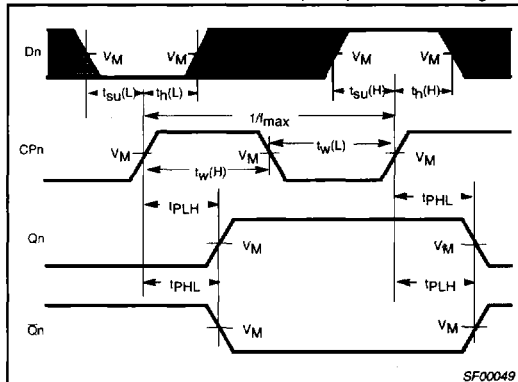 Dn VM VM VM VM
tsu(L) th(L) tsu(H) th(H)
1/fmax
CPn VM VM tw(L) VM
tw(H)
tPLH tPHL
Qn VM VM
tPHL tPLH
Q̅n VM VM
SF00049